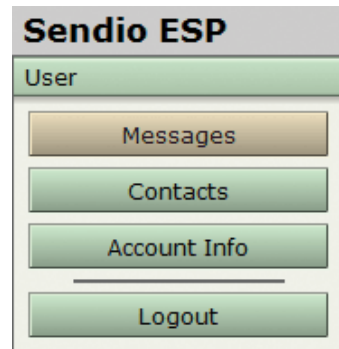 Sendio ESP
User
Messages
Contacts
Account Info
Logout